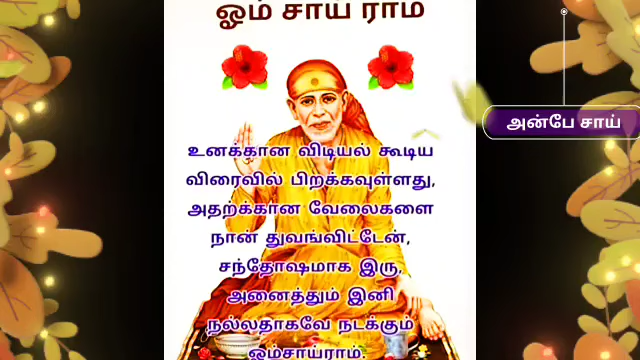 ஓம் சாய் ராம்
அன்பே சாய்
உனக்கான விடியல் கூடிய
விரைவில் பிறக்கவுள்ளது,
அதற்க்கான வேலைகளை
நான் துவங்விட்டேன்,
சந்தோஷமாக இரு,
அனைத்தும் இனி
நல்லதாகவே நடக்கும்
ஓம்சாய்ராம்.